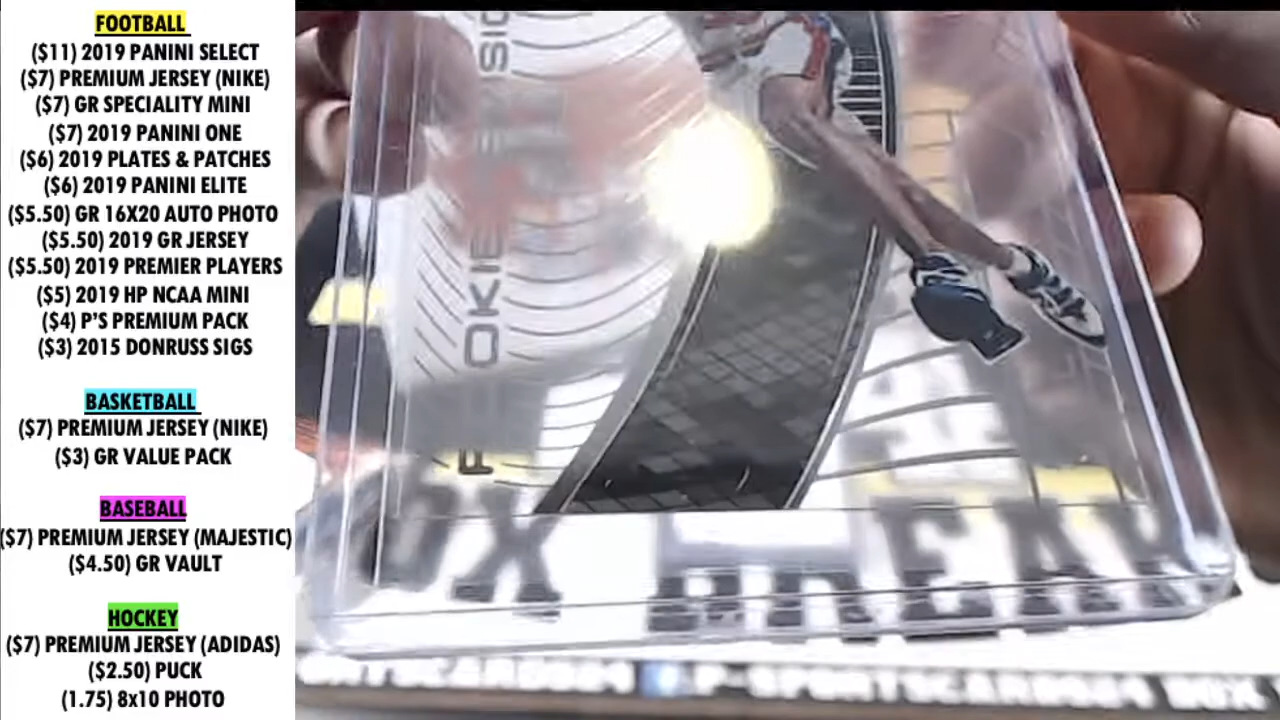 FOOTBALL
($11) 2019 PANINI SELECT
($7) PREMIUM JERSEY (NIKE)
($7) GR SPECIALITY MINI
($7) 2019 PANINI ONE
($6) 2019 PLATES & PATCHES
($6) 2019 PANINI ELITE
($5.50) GR 16X20 AUTO PHOTO
($5.50) 2019 GR JERSEY
($5.50) 2019 PREMIER PLAYERS
($5) 2019 HP NCAA MINI
($4) P'S PREMIUM PACK
($3) 2015 DONRUSS SIGS
BASKETBALL
($7) PREMIUM JERSEY (NIKE)
($3) GR VALUE PACK
BASEBALL
($7) PREMIUM JERSEY (MAJESTIC)
($4.50) GR VAULT
HOCKEY
($7) PREMIUM JERSEY (ADIDAS)
($2.50) PUCK
(1.75) 8x10 PHOTO